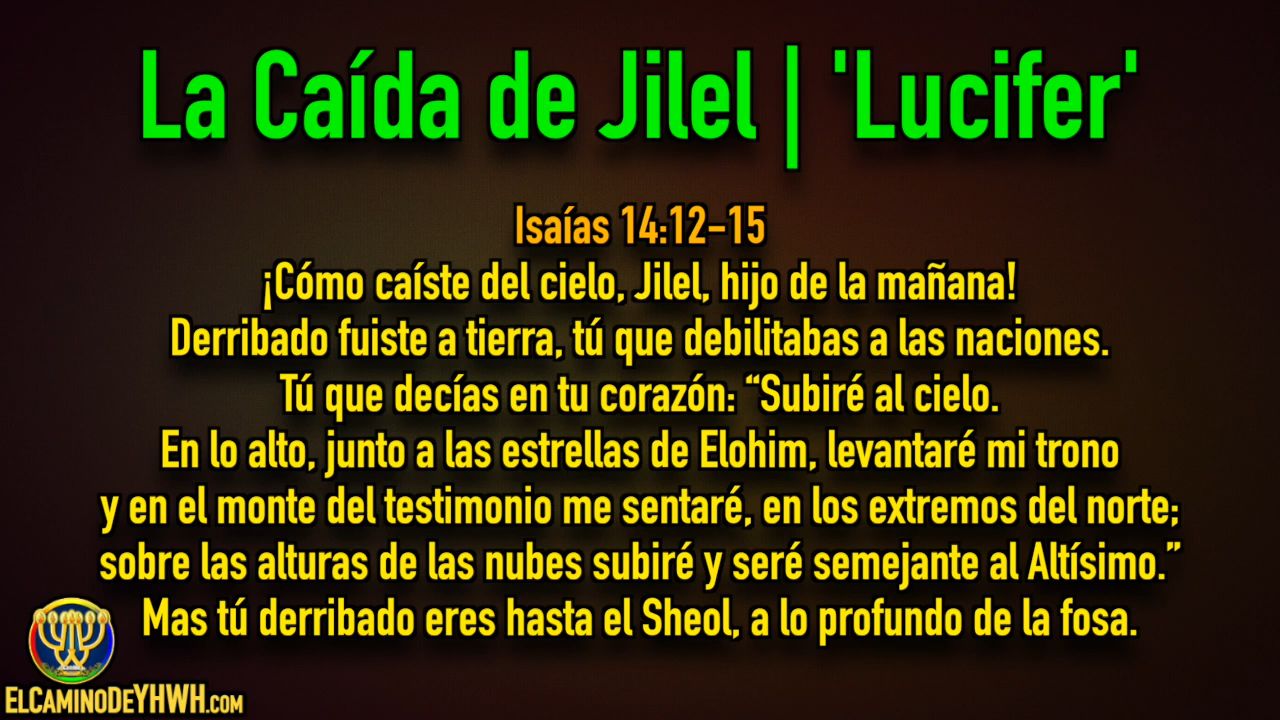 La Caída de Jilel | 'Lucifer'
Isaías 14:12-15
¡Cómo caíste del cielo, Jilel, hijo de la mañana!
Derribado fuiste a tierra, tú que debilitabas a las naciones.
Tú que decías en tu corazón: “Subiré al cielo.
En lo alto, junto a las estrellas de Elohim, levantaré mi trono
y en el monte del testimonio me sentaré, en los extremos del norte;
sobre las alturas de las nubes subiré y seré semejante al Altísimo.”
Mas tú derribado eres hasta el Sheol, a lo profundo de la fosa.
ELCAMINODEYHWH.COM